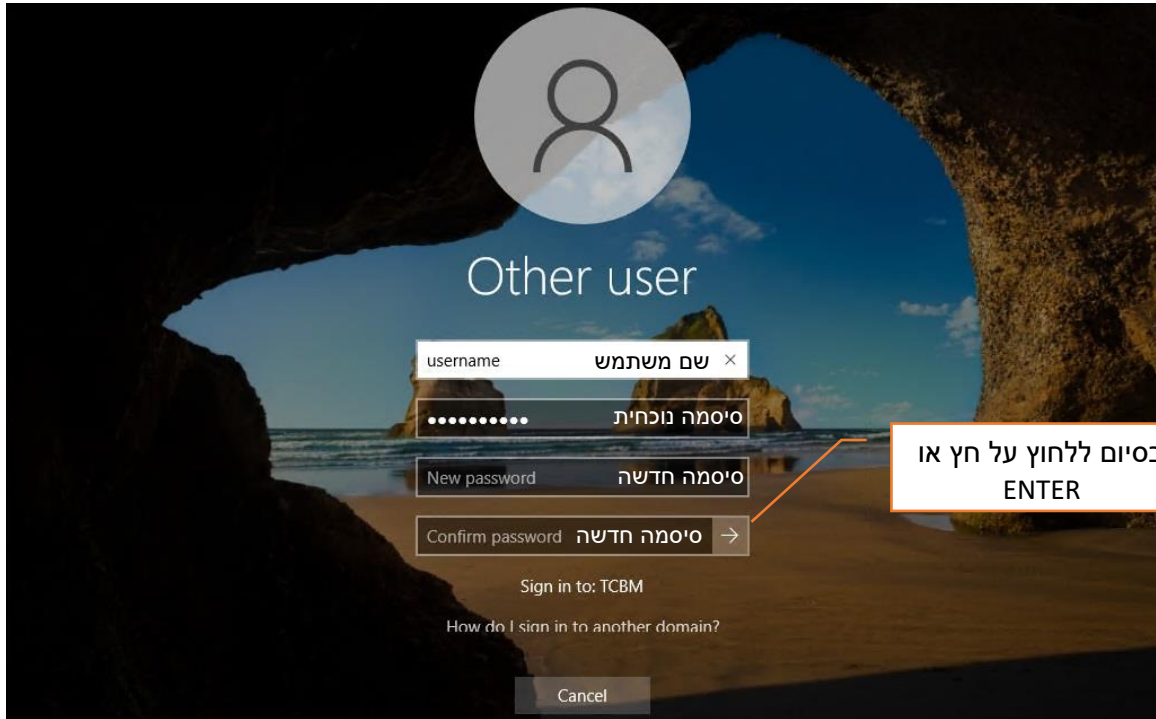 Other user
username שם משתמש ×
•••••••••• סיסמה נוכחית
New password סיסמה חדשה
Confirm password סיסמה חדשה →
בסיום ללחוץ על חץ או
ENTER
Sign in to: TCBM
How do I sign in to another domain?
Cancel